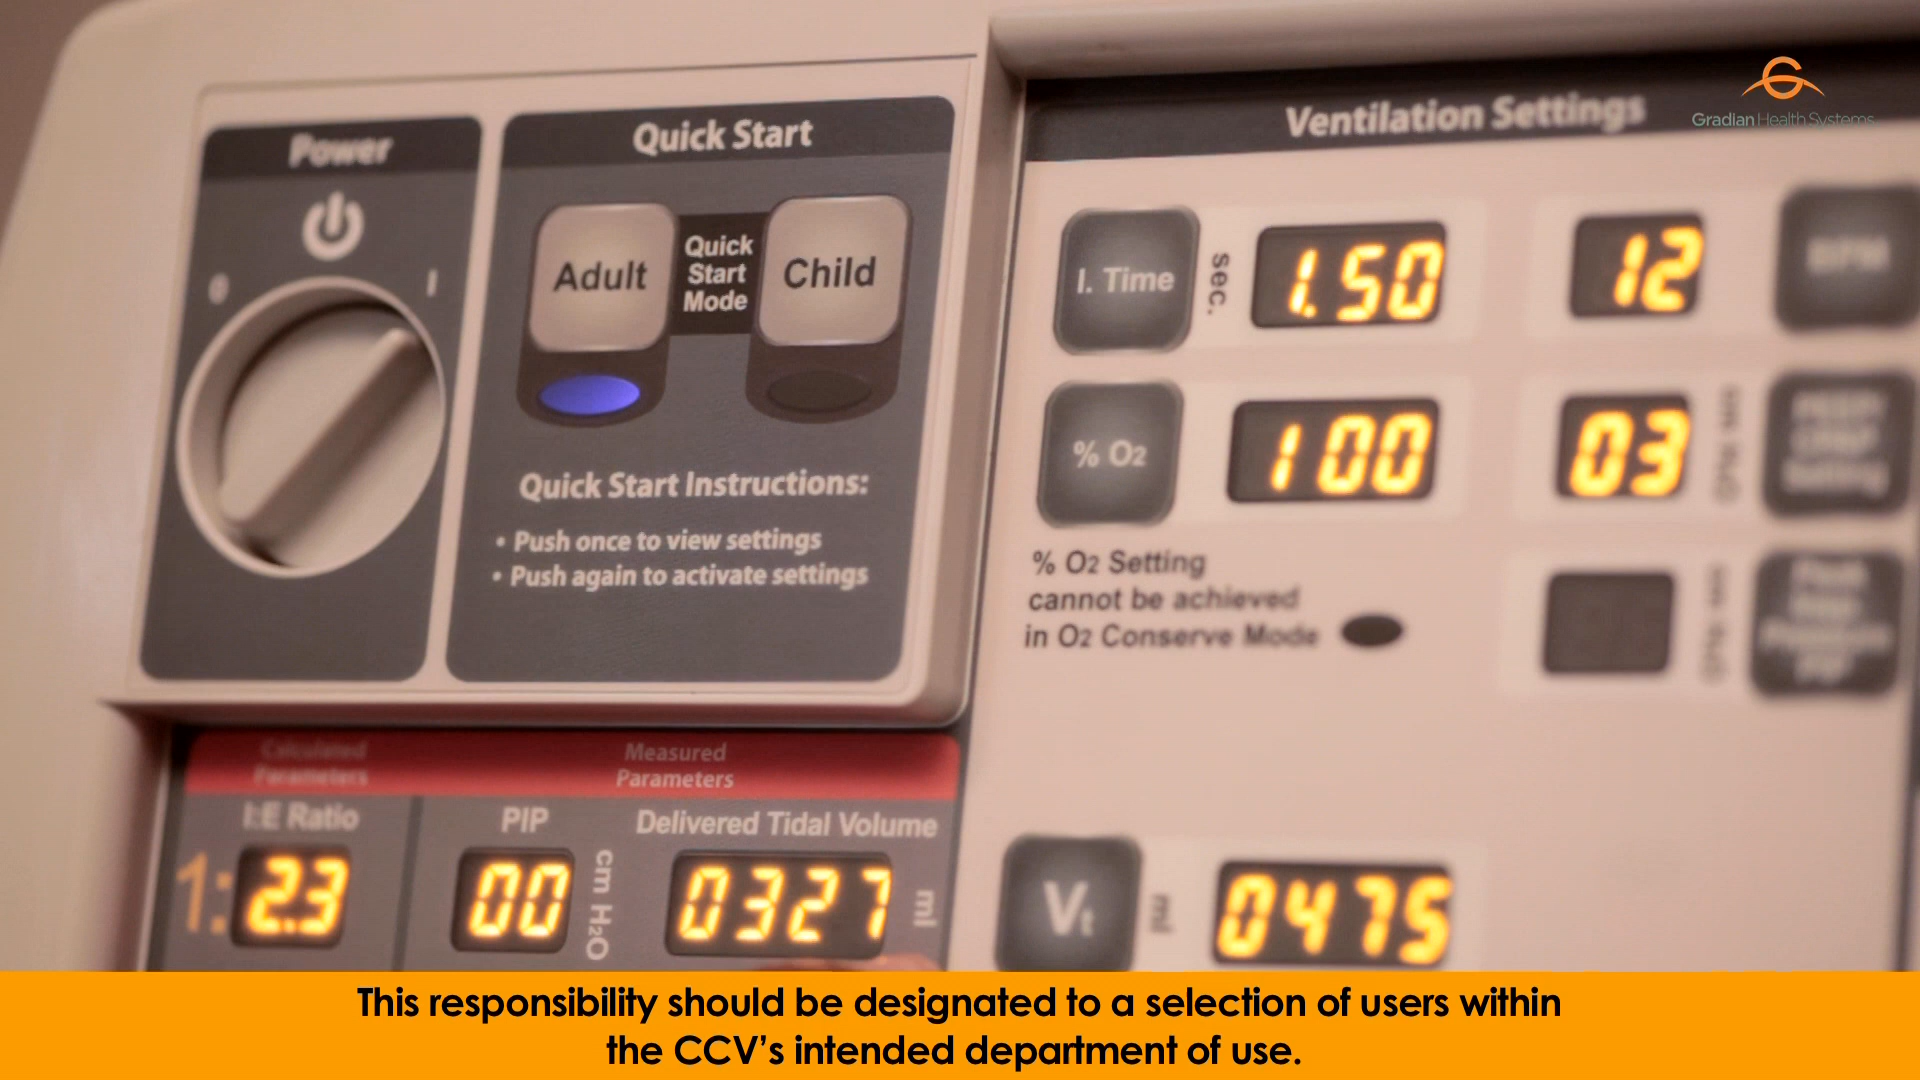 Gradian Health Systems
Power
0
I
Quick Start
Adult
Quick
Start
Mode
Child
Quick Start Instructions:
• Push once to view settings
• Push again to activate settings
Ventilation Settings
I. Time
sec.
1.50
12
RPM
% O2
100
03
% O2 Setting
cannot be achieved
in O2 Conserve Mode
Calculated
Parameters
Measured
Parameters
I:E Ratio
1:2.3
PIP
00
cm H₂O
Delivered Tidal Volume
0327
ml
Vt
ml
0475
This responsibility should be designated to a selection of users within
the CCV's intended department of use.